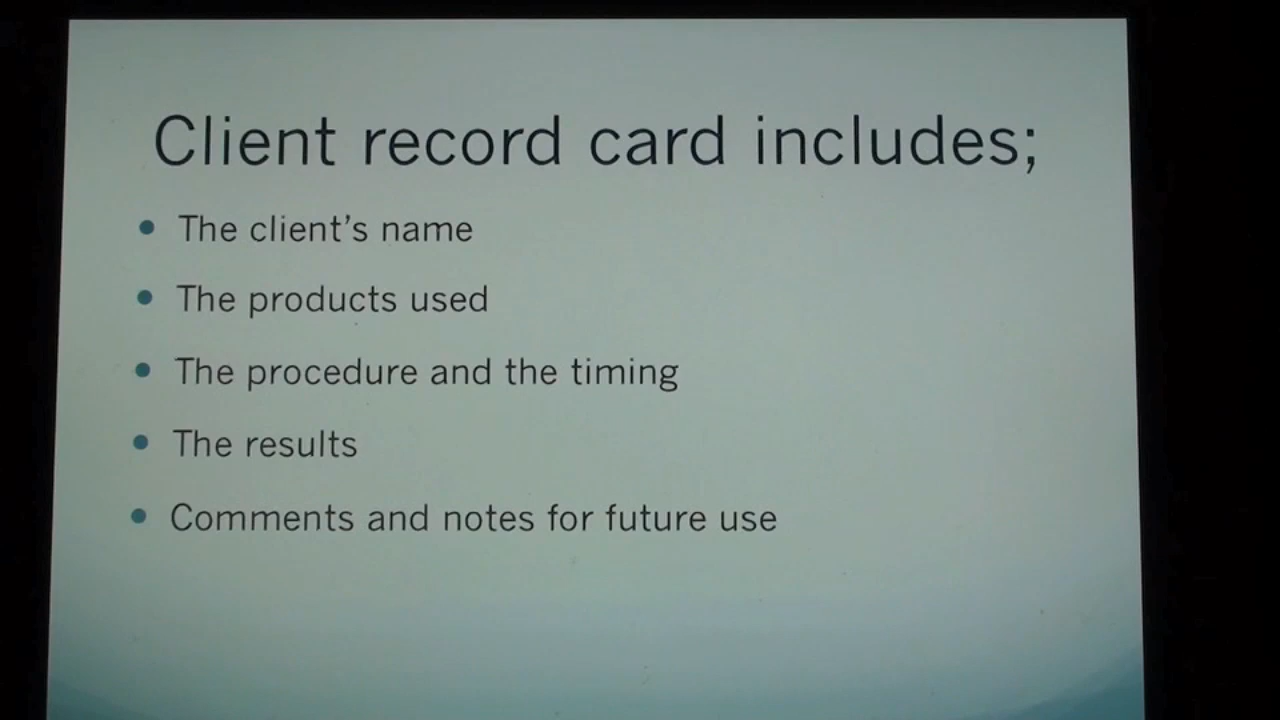 Client record card includes;
The client's name
The products used
The procedure and the timing
The results
Comments and notes for future use